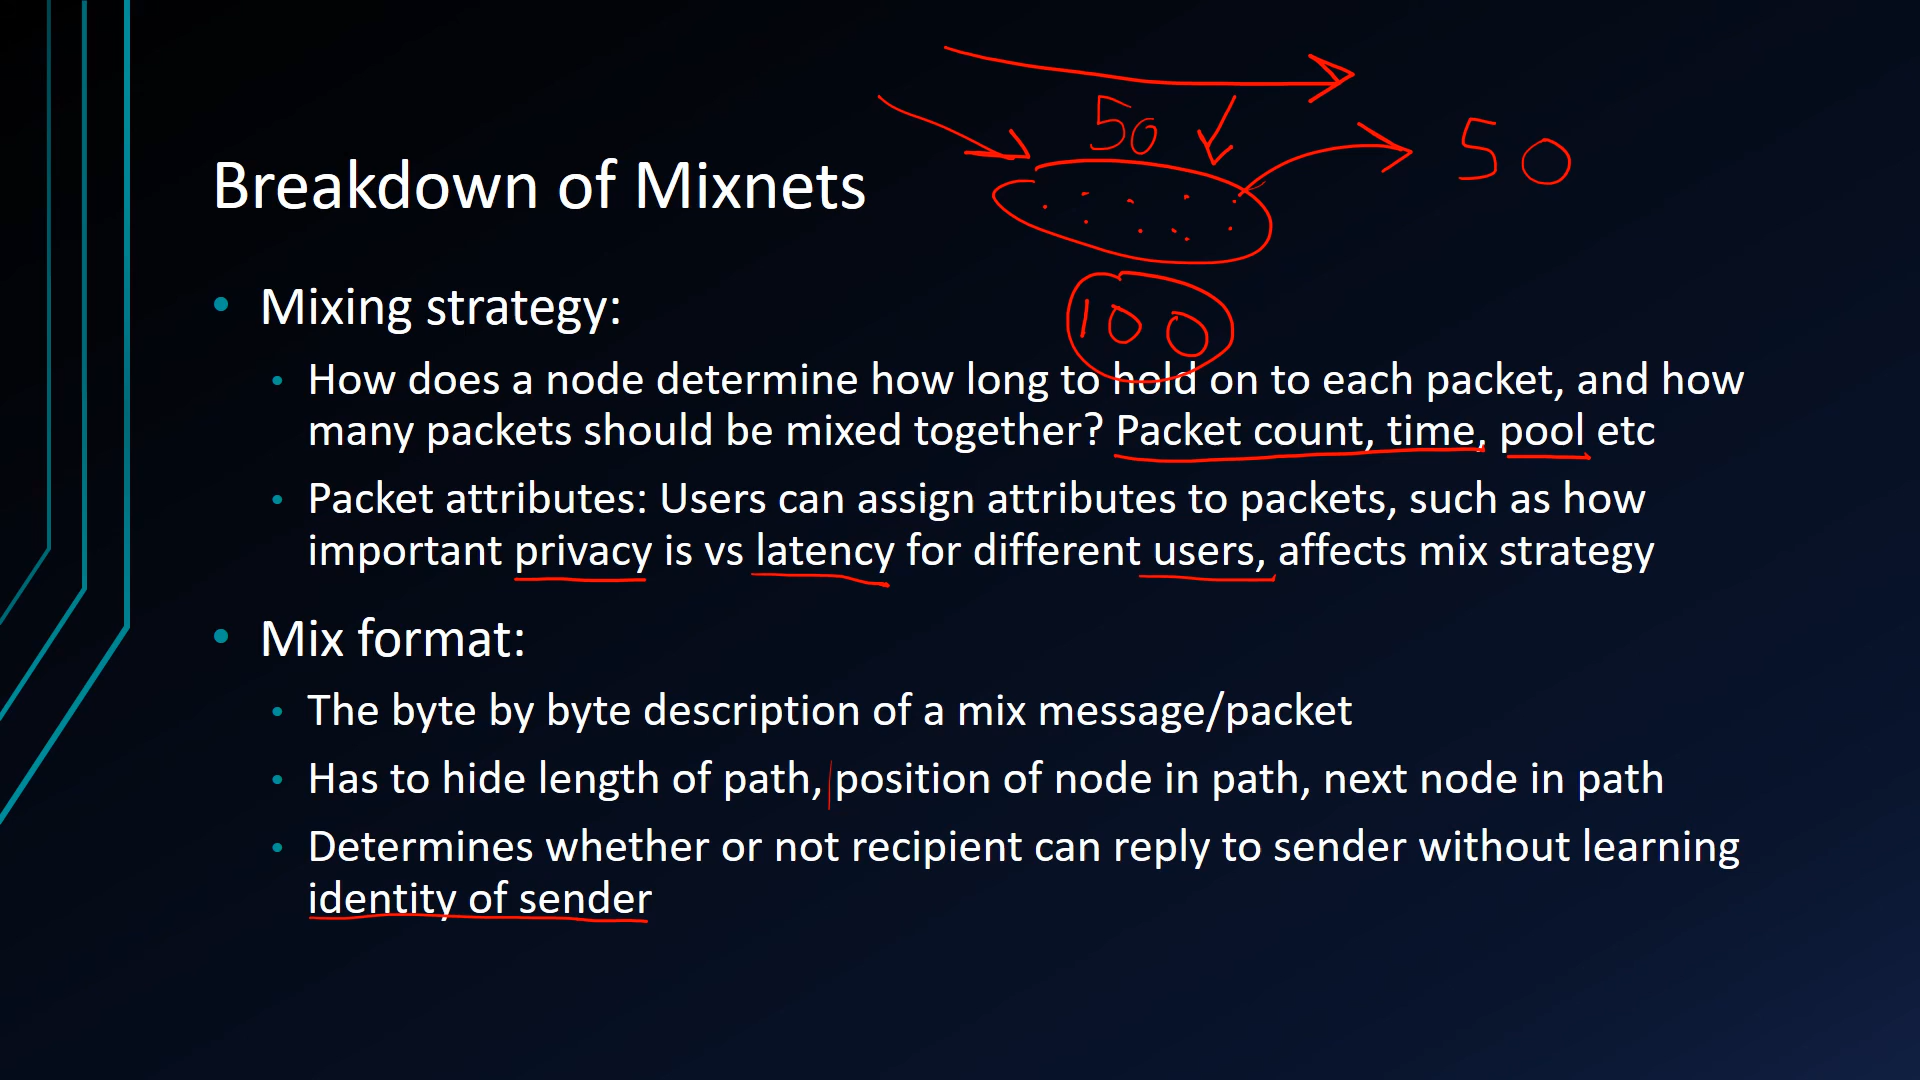 50
50
Breakdown of Mixnets
100
Mixing strategy:
How does a node determine how long to hold on to each packet, and how
many packets should be mixed together? Packet count, time, pool etc
Packet attributes: Users can assign attributes to packets, such as how
important privacy is vs latency for different users, affects mix strategy
Mix format:
The byte by byte description of a mix message/packet
Has to hide length of path, position of node in path, next node in path
Determines whether or not recipient can reply to sender without learning
identity of sender